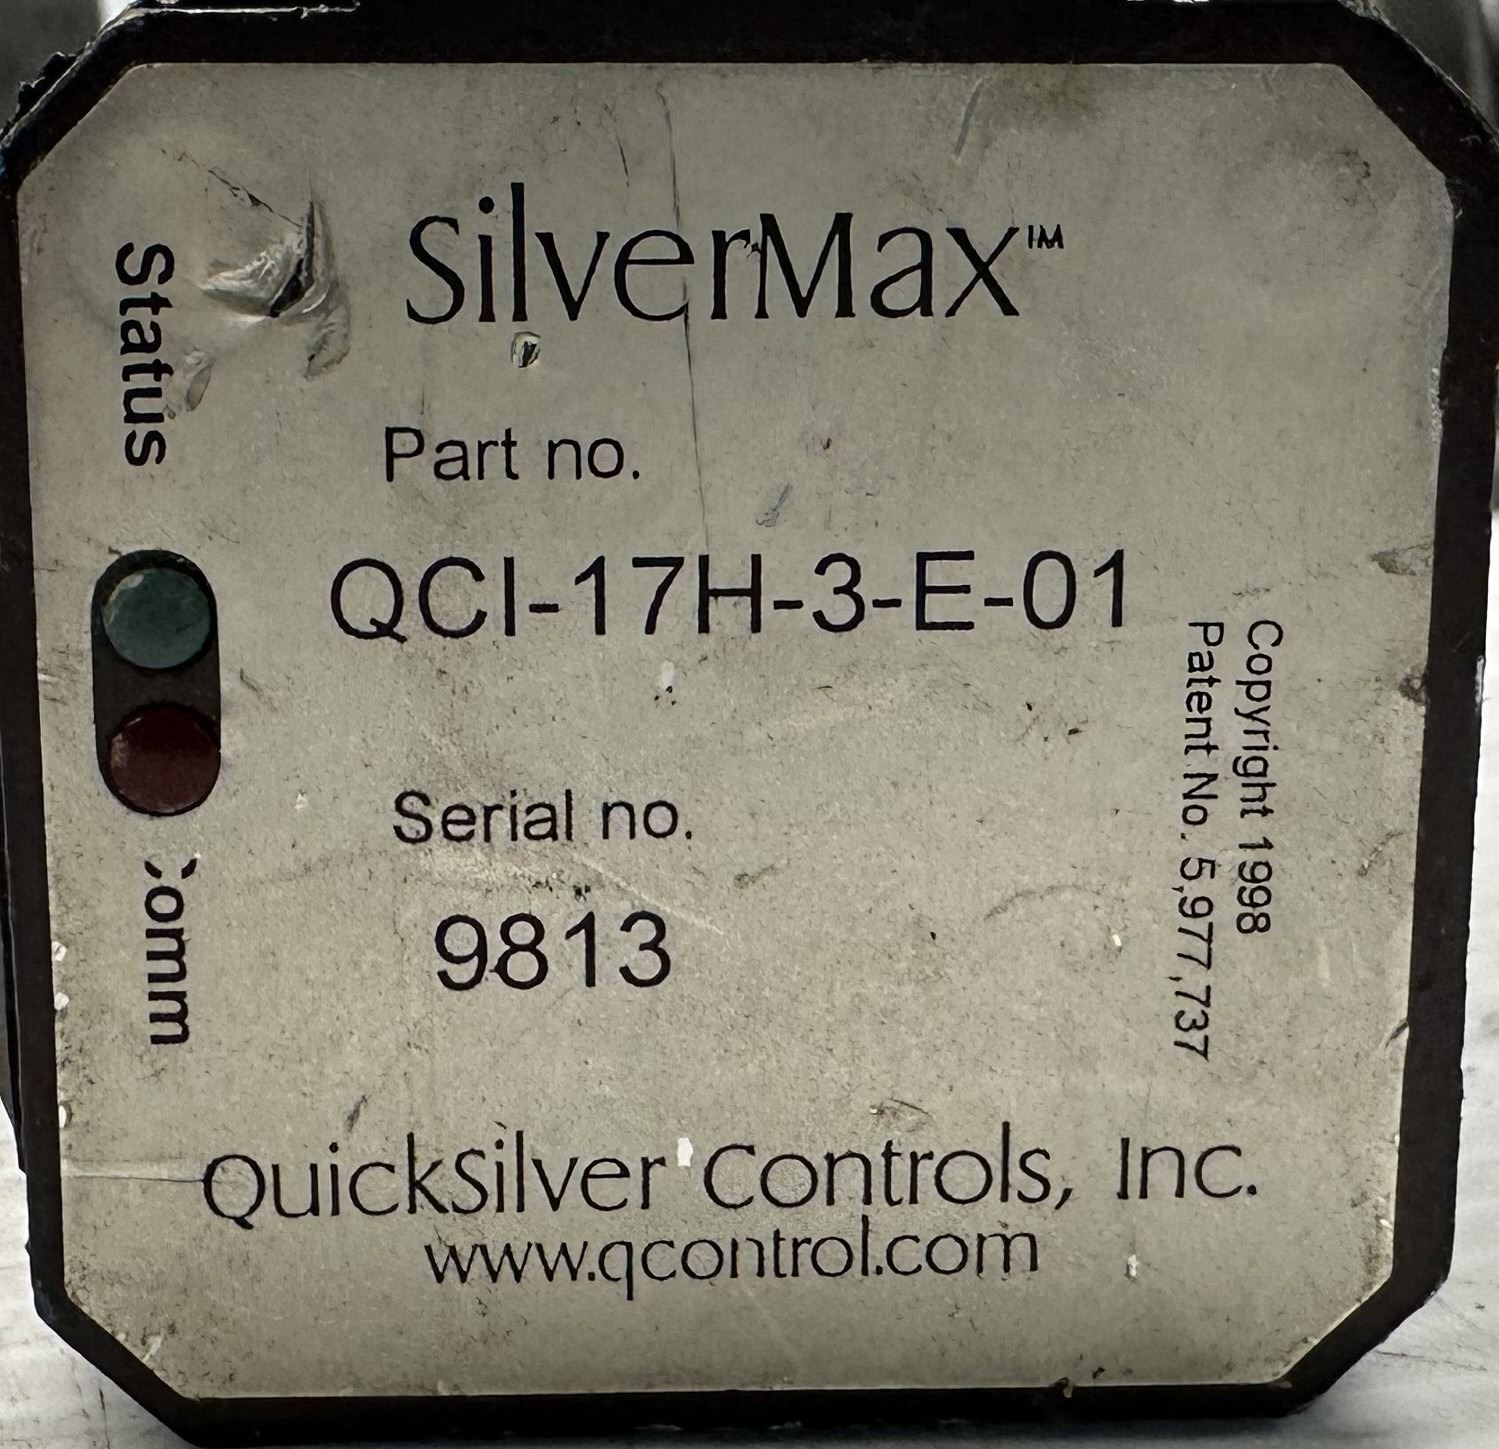 SilverMax™
Status
Part no.
QCI-17H-3-E-01
Copyright 1998
Patent No. 5,977,737
Serial no.
9813
Comm
QuickSilver Controls, Inc.
www.qcontrol.com